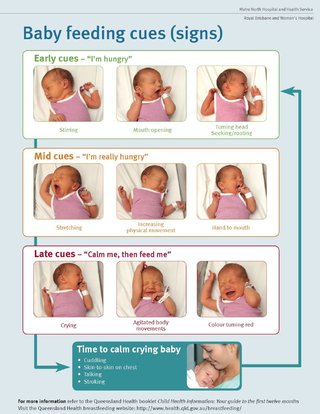 Metro North Hospital and Health Service
Royal Brisbane and Women's Hospital
Baby feeding cues (signs)
Early cues – "I'm hungry"
Stirring
Mouth opening
Turning head
Seeking/rooting
Mid cues – "I'm really hungry"
Stretching
Increasing
physical movement
Hand to mouth
Late cues – "Calm me, then feed me"
Crying
Agitated body
movements
Colour turning red
Time to calm crying baby
• Cuddling
• Skin-to-skin on chest
• Talking
• Stroking
For more information refer to the Queensland Health booklet Child Health Information: Your guide to the first twelve months
Visit the Queensland Health breastfeeding website: http://www.health.qld.gov.au/breastfeeding/